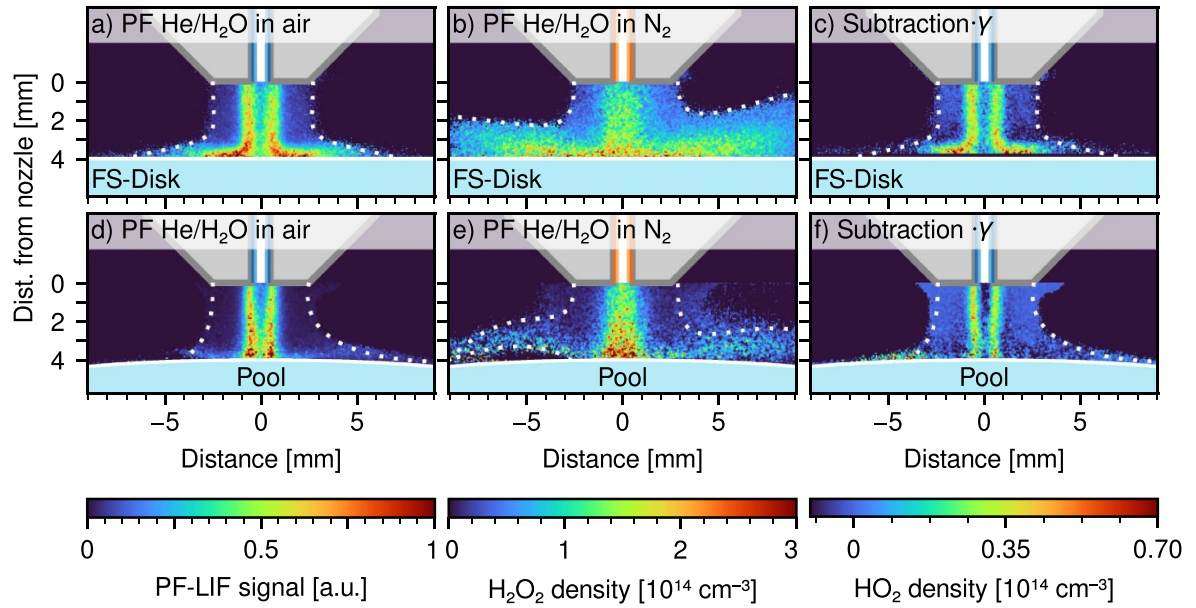 a) PF He/H₂O in air
b) PF He/H₂O in N₂
c) Subtraction·γ
Dist. from nozzle [mm]
0
2
4
FS-Disk
FS-Disk
FS-Disk
d) PF He/H₂O in air
e) PF He/H₂O in N₂
f) Subtraction ·γ
0
2
4
Pool
Pool
Pool
−5 0 5
−5 0 5
−5 0 5
Distance [mm]
Distance [mm]
Distance [mm]
0 0.5 1
0 1 2 3
0 0.35 0.70
PF-LIF signal [a.u.]
H₂O₂ density [10¹⁴ cm⁻³]
HO₂ density [10¹⁴ cm⁻³]